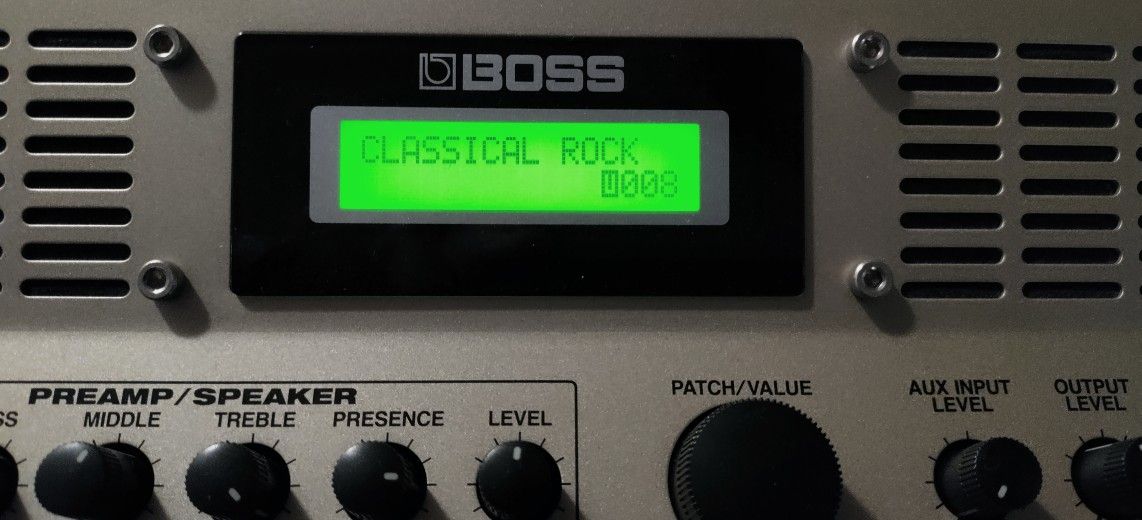 BOSS
CLASSICAL ROCK
U008
PREAMP/SPEAKER
MIDDLE TREBLE PRESENCE LEVEL
PATCH/VALUE
AUX INPUT LEVEL
OUTPUT LEVEL